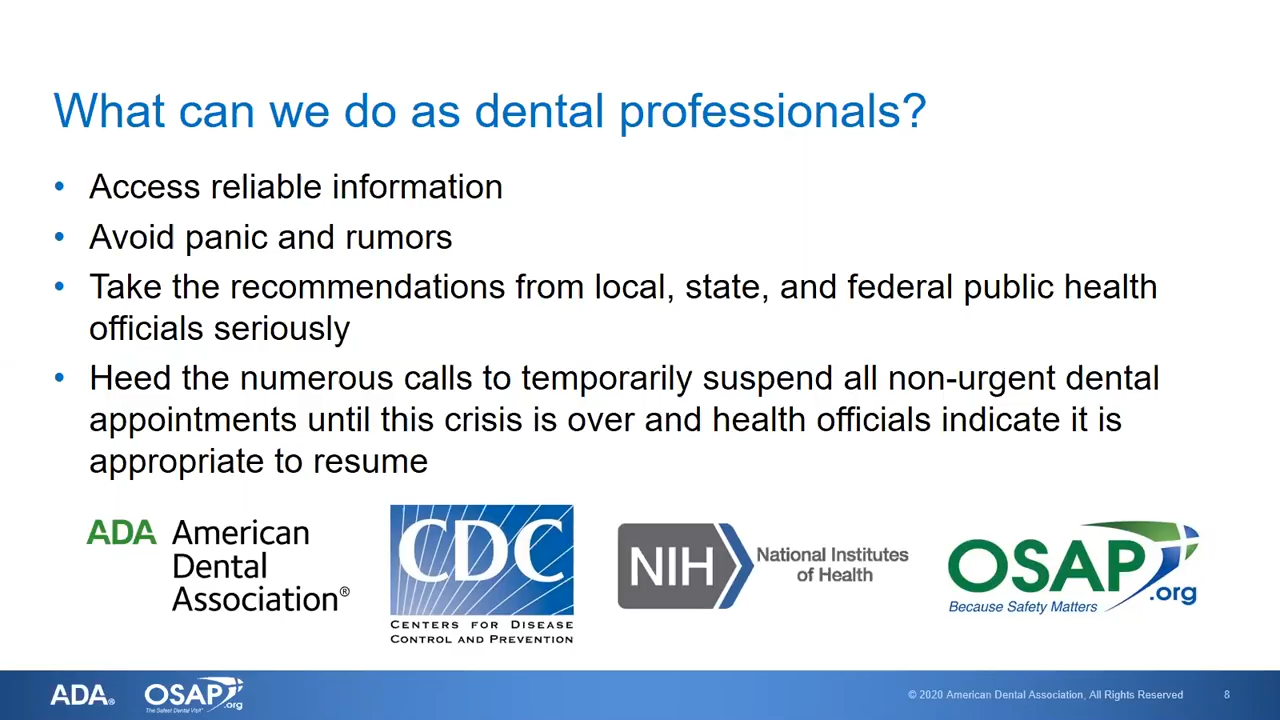 What can we do as dental professionals?
• Access reliable information
• Avoid panic and rumors
• Take the recommendations from local, state, and federal public health
officials seriously
• Heed the numerous calls to temporarily suspend all non-urgent dental
appointments until this crisis is over and health officials indicate it is
appropriate to resume
ADA American
Dental
Association®
CDC
CENTERS FOR DISEASE
CONTROL AND PREVENTION
NIH National Institutes
of Health
OSAP
.org
Because Safety Matters
ADA®
OSAP
.org
The Safest Dental Visit™
© 2020 American Dental Association, All Rights Reserved
8